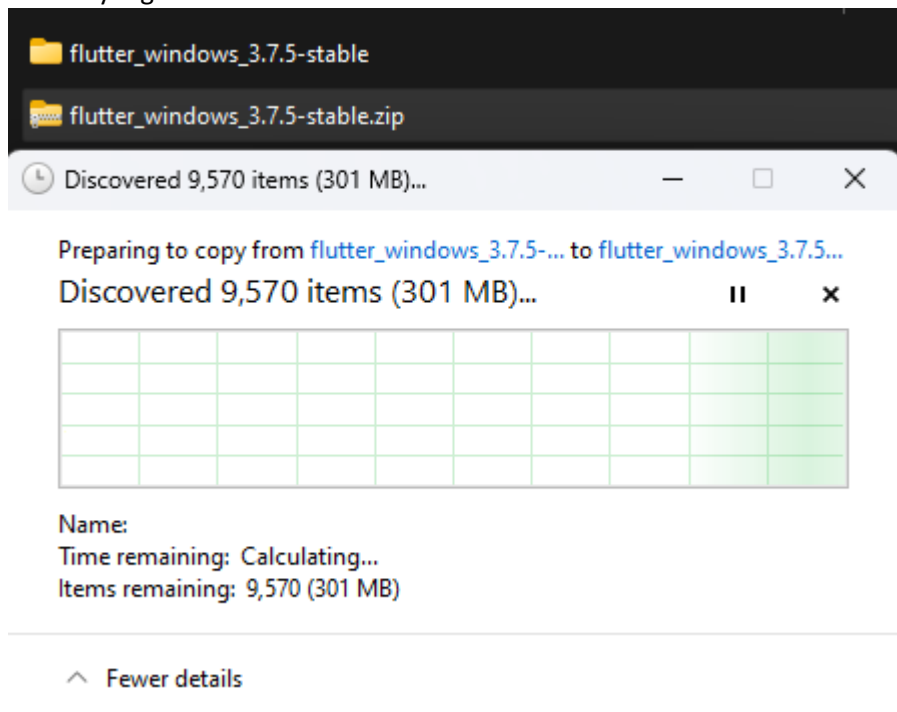 flutter_windows_3.7.5-stable
flutter_windows_3.7.5-stable.zip
Discovered 9,570 items (301 MB)...
Preparing to copy from flutter_windows_3.7.5-... to flutter_windows_3.7.5...
Discovered 9,570 items (301 MB)...
Name:
Time remaining: Calculating...
Items remaining: 9,570 (301 MB)
Fewer details